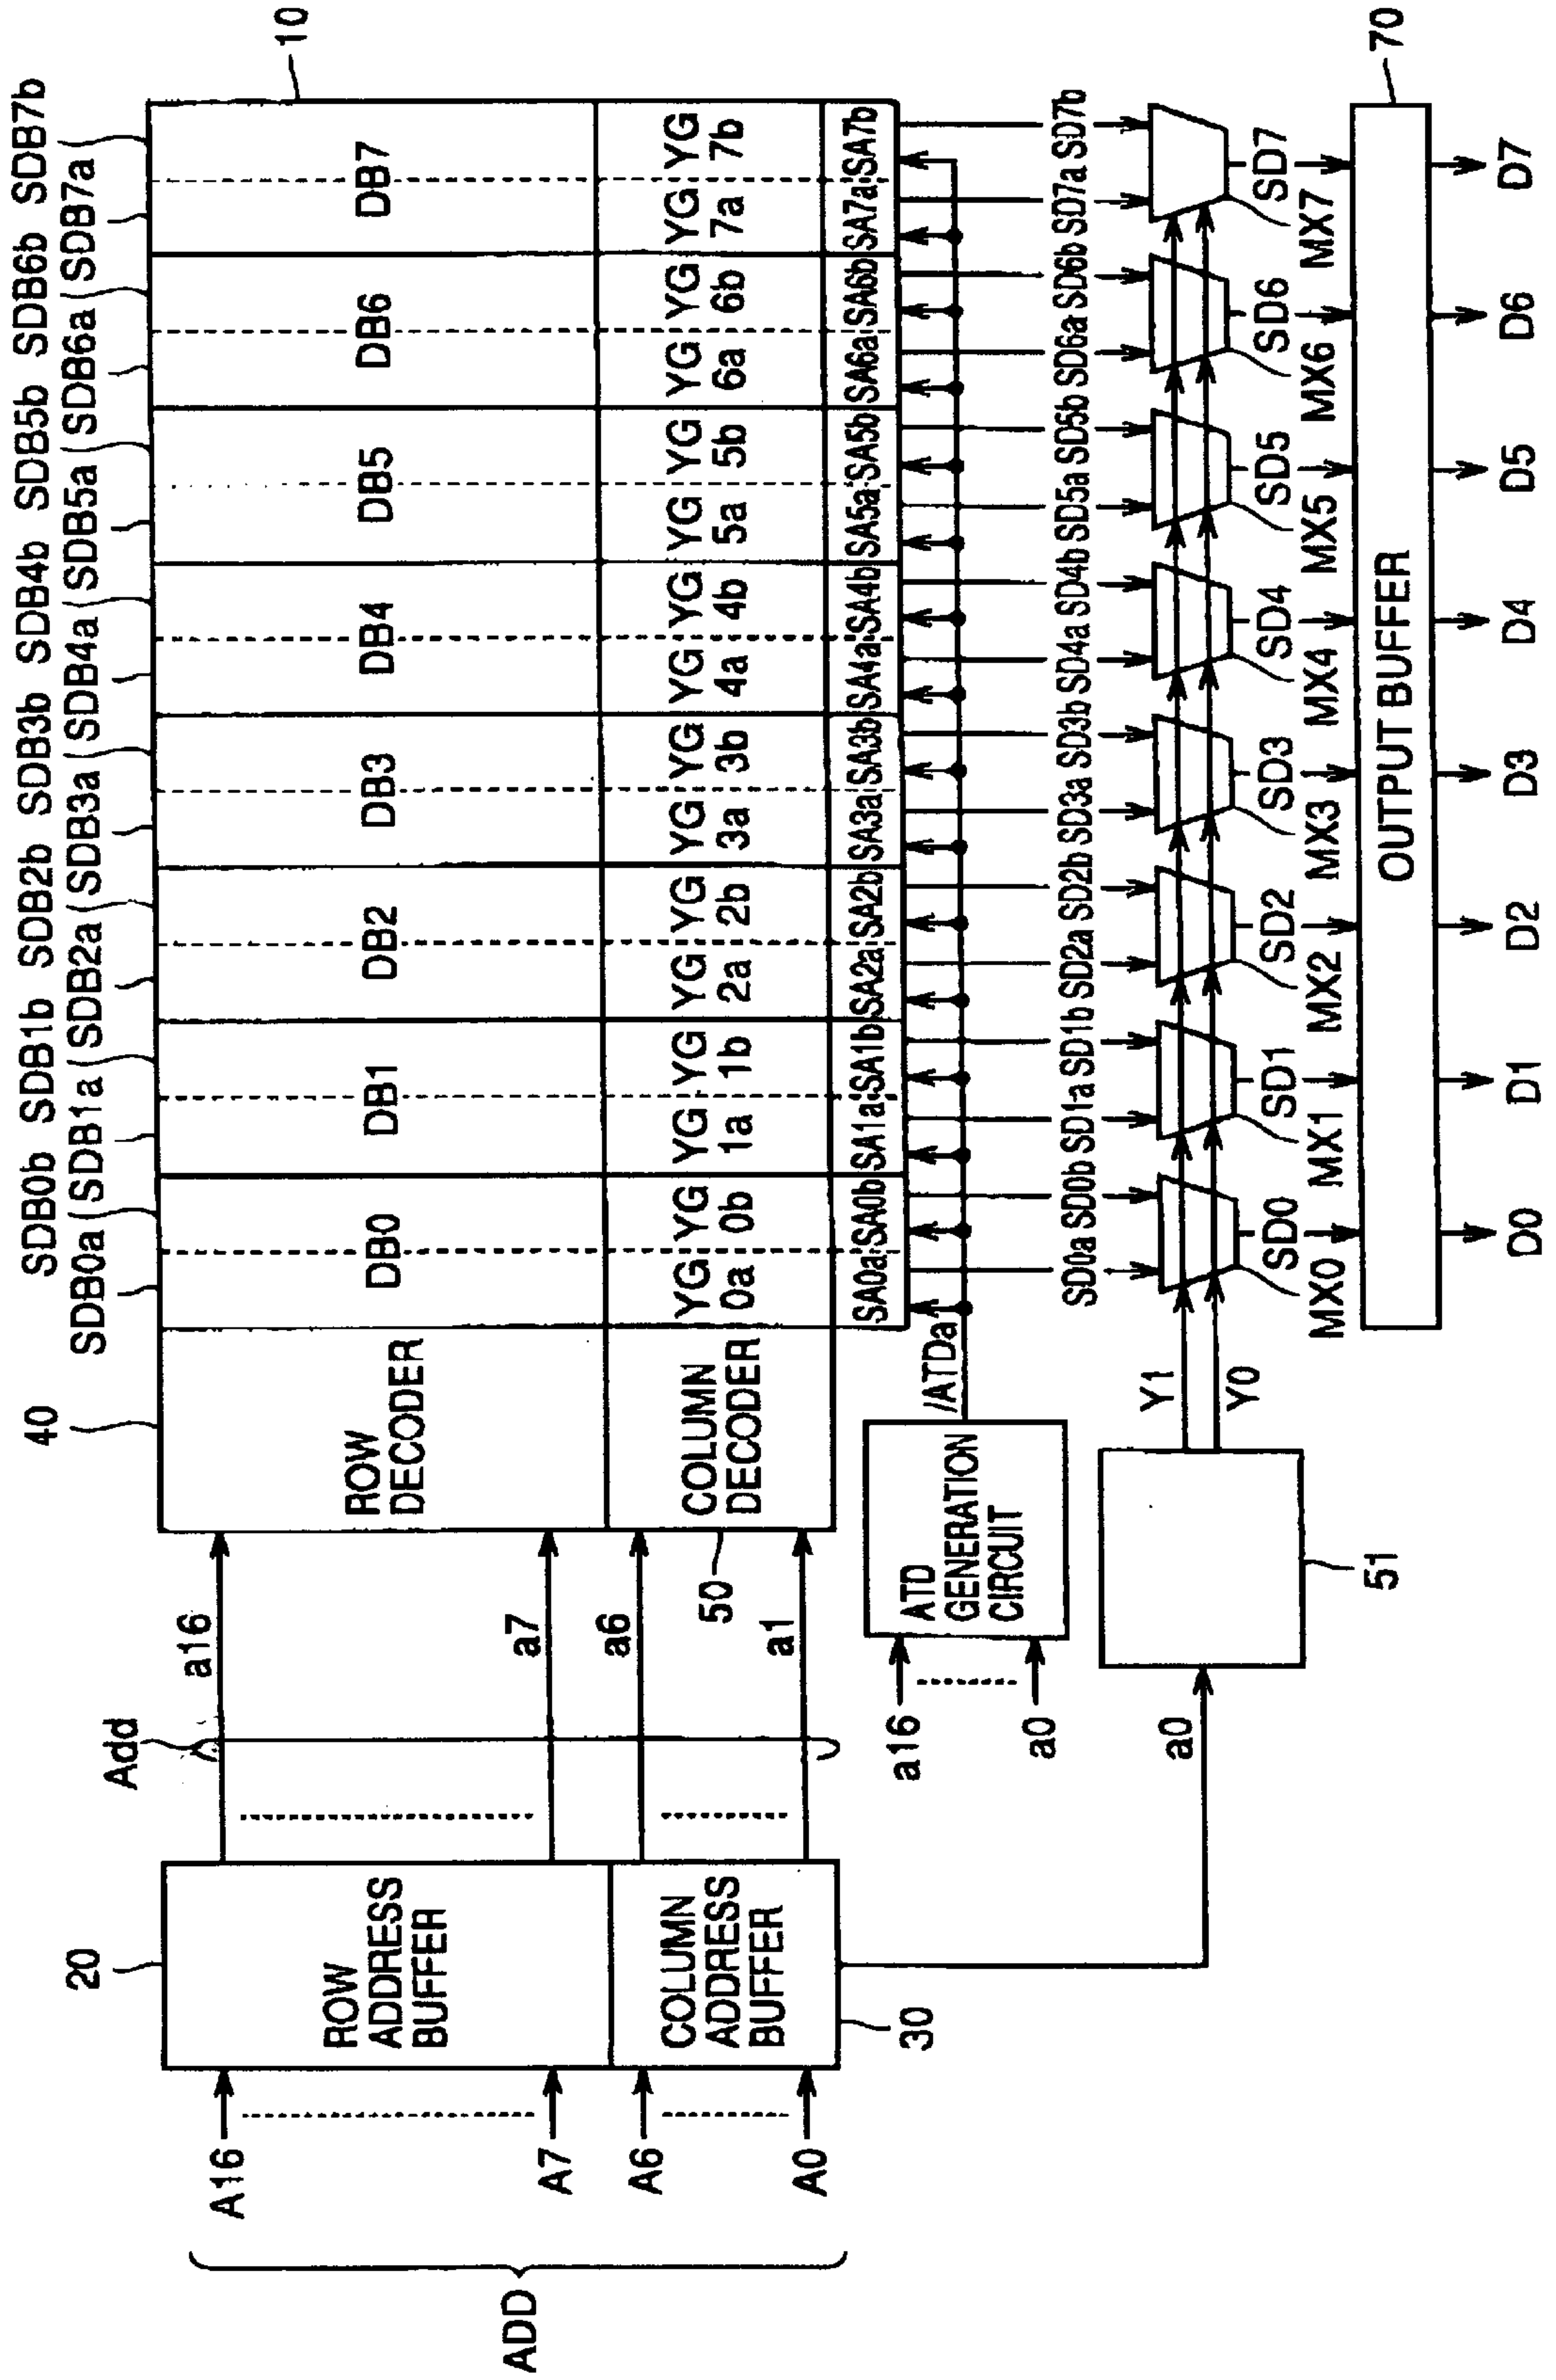 SDB0b SDB1b SDB2b SDB3b SDB4b SDB5b SDB6b SDB7b
SDB0a SDB1a SDB2a SDB3a SDB4a SDB5a SDB6a SDB7a
10
20
40
Add
A16
A7
A6
A0
ADD
ROW
ADDRESS
BUFFER
COLUMN
ADDRESS
BUFFER
30
a16
a7
a6
a1
ROW
DECODER
COLUMN
DECODER
50
DB0 DB1 DB2 DB3 DB4 DB5 DB6 DB7
YG YG YG YG YG YG YG YG YG YG YG YG YG YG YG YG
0a 0b 1a 1b 2a 2b 3a 3b 4a 4b 5a 5b 6a 6b 7a 7b
SA0a SA0b SA1a SA1b SA2a SA2b SA3a SA3b SA4a SA4b SA5a SA5b SA6a SA6b SA7a SA7b
a16
a0
ATD
GENERATION
CIRCUIT
/ATDa
SD0a SD0b SD1a SD1b SD2a SD2b SD3a SD3b SD4a SD4b SD5a SD5b SD6a SD6b SD7a SD7b
a0
51
Y1
Y0
SD0 SD1 SD2 SD3 SD4 SD5 SD6 SD7
MX0 MX1 MX2 MX3 MX4 MX5 MX6 MX7
OUTPUT BUFFER
70
D0 D1 D2 D3 D4 D5 D6 D7